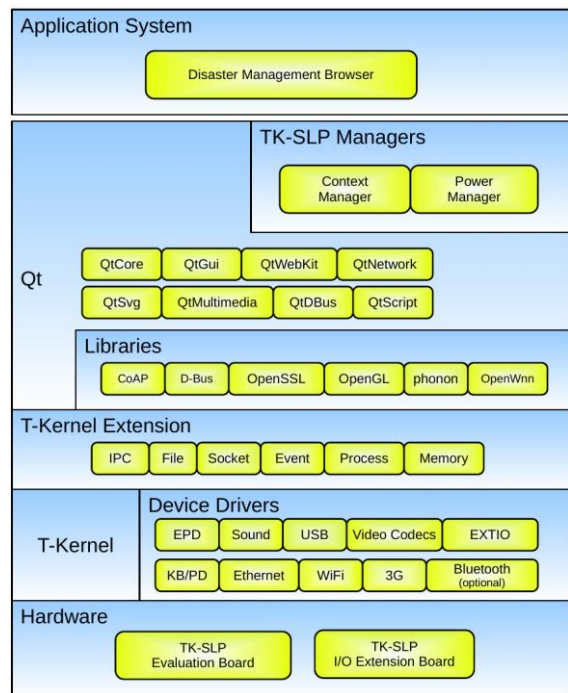 Application System
Disaster Management Browser
TK-SLP Managers
Context
Manager
Power
Manager
Qt
QtCore
QtGui
QtWebKit
QtNetwork
QtSvg
QtMultimedia
QtDBus
QtScript
Libraries
CoAP
D-Bus
OpenSSL
OpenGL
phonon
OpenWnn
T-Kernel Extension
IPC
File
Socket
Event
Process
Memory
T-Kernel
Device Drivers
EPD
Sound
USB
Video Codecs
EXTIO
KB/PD
Ethernet
WiFi
3G
Bluetooth
(optional)
Hardware
TK-SLP
Evaluation Board
TK-SLP
I/O Extension Board